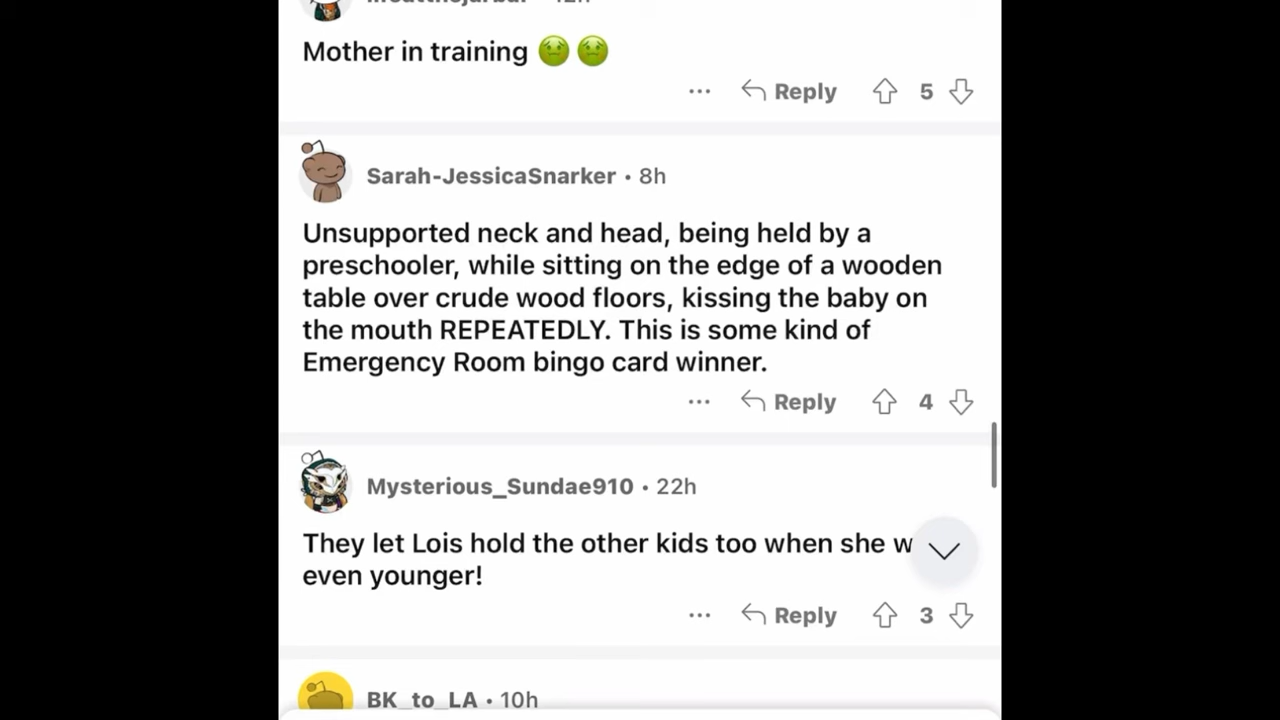 Mother in training 🤢 🤢
... Reply 5
Sarah-JessicaSnarker • 8h
Unsupported neck and head, being held by a
preschooler, while sitting on the edge of a wooden
table over crude wood floors, kissing the baby on
the mouth REPEATEDLY. This is some kind of
Emergency Room bingo card winner.
... Reply 4
Mysterious_Sundae910 • 22h
They let Lois hold the other kids too when she
even younger!
... Reply 3
BK_to_LA • 10h